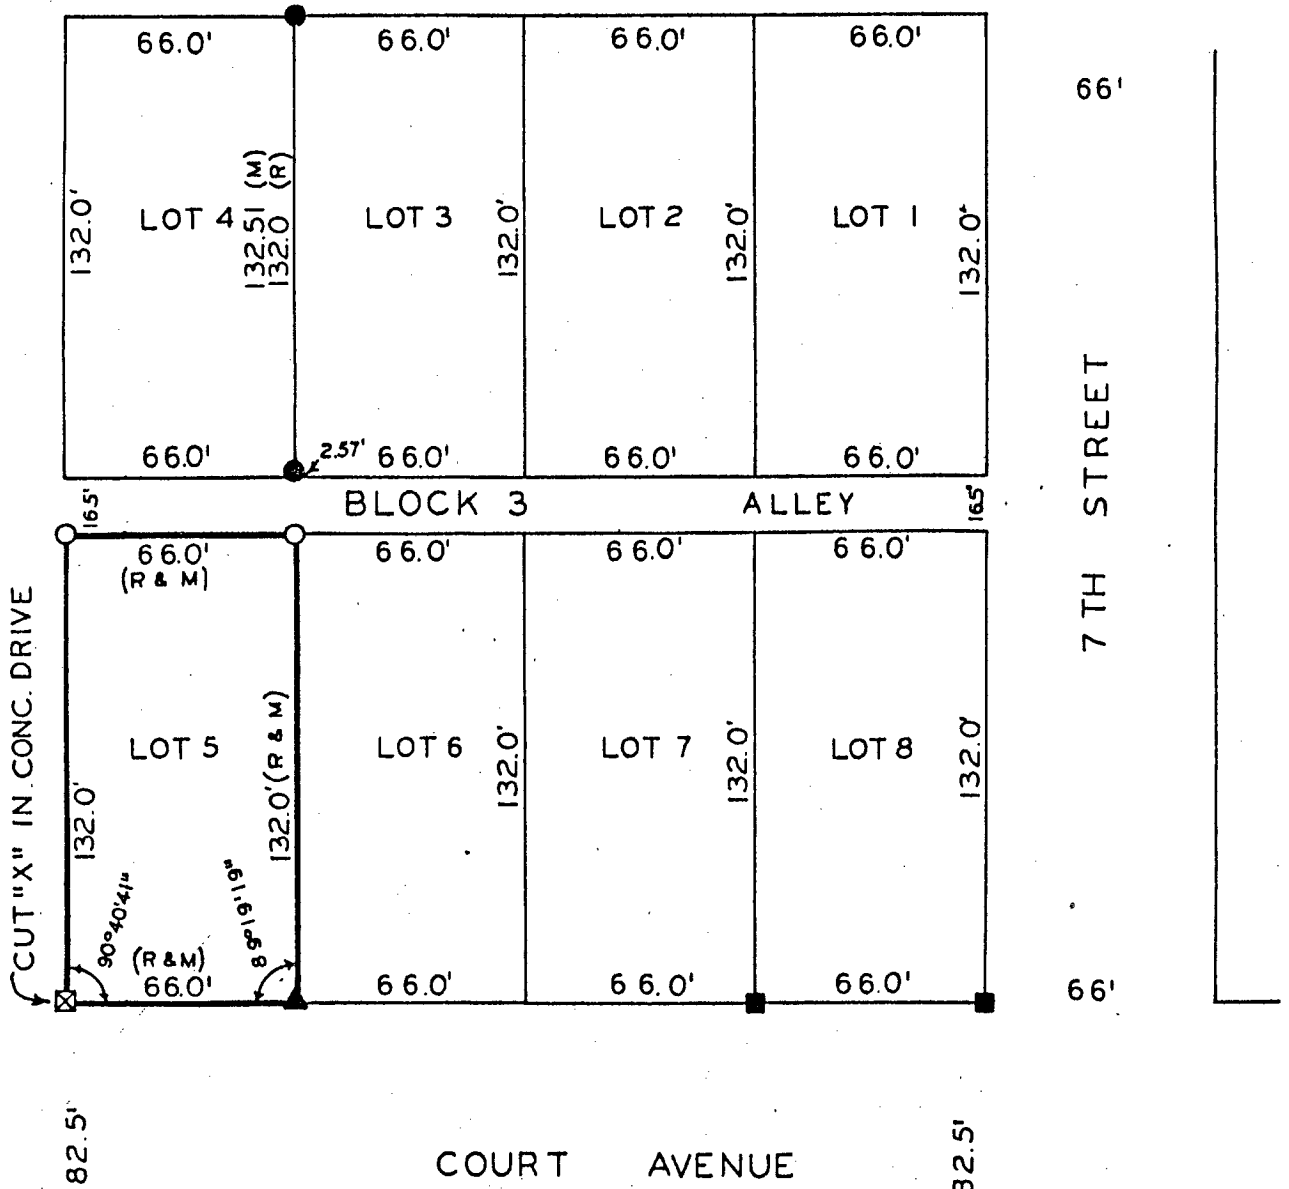 66.0' 66.0' 66.0' 66.0'
66'
132.0'
LOT 4
132.51 (M)
132.0 (R)
LOT 3
132.0'
LOT 2
132.0'
LOT 1
132.0'
66.0' 2.57' 66.0' 66.0' 66.0'
7 TH STREET
16.5' BLOCK 3 ALLEY 16.5'
66.0' 66.0' 66.0' 66.0'
(R & M)
CUT "X" IN CONC. DRIVE
132.0'
LOT 5
132.0' (R & M)
LOT 6
132.0'
LOT 7
132.0'
LOT 8
132.0'
90°40'41"
89°19'19"
(R & M)
66.0' 66.0' 66.0' 66.0'
66'
82.5'
COURT AVENUE